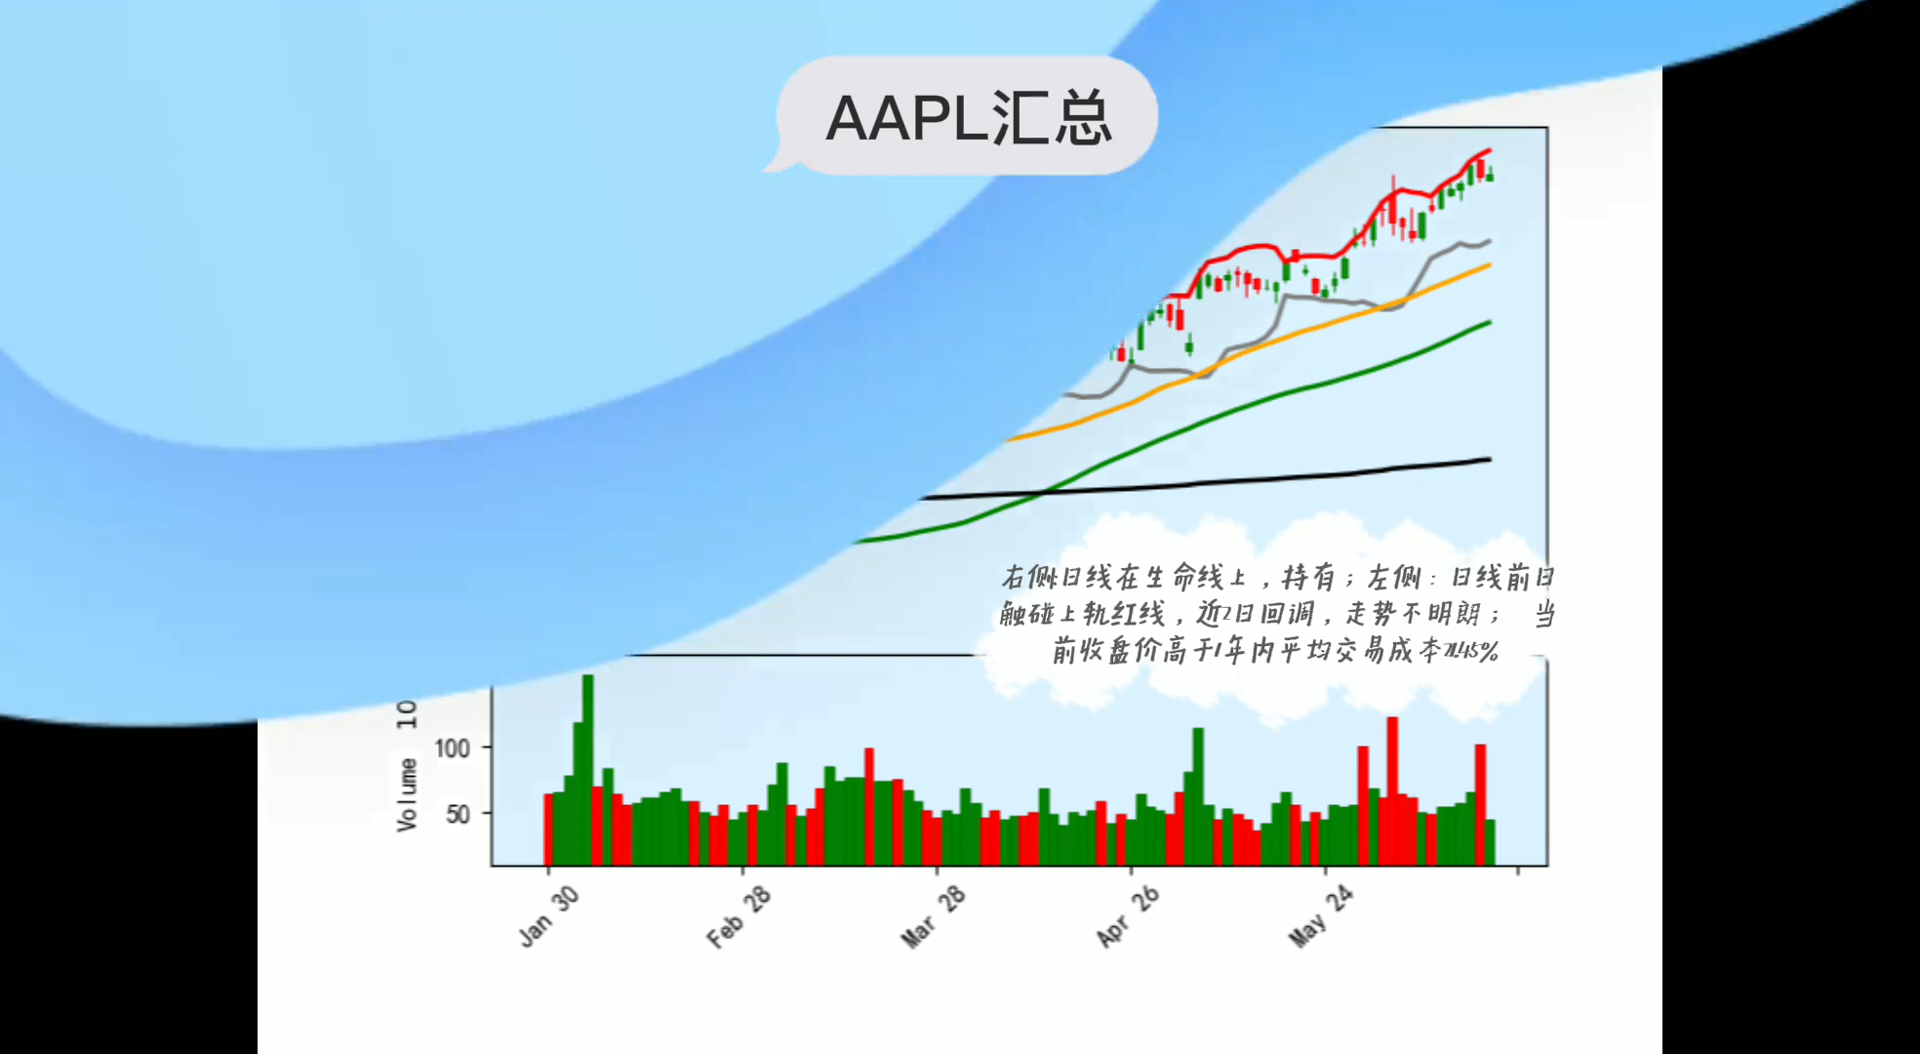 AAPL汇总
右侧:日线在生命线上，持有；左侧：日线前日
触碰上轨红线，近2日回调，走势不明朗； 当
前收盘价高于1年内平均交易成本
Volume 10
100
50
Jan 30
Feb 28
Mar 28
Apr 26
May 24